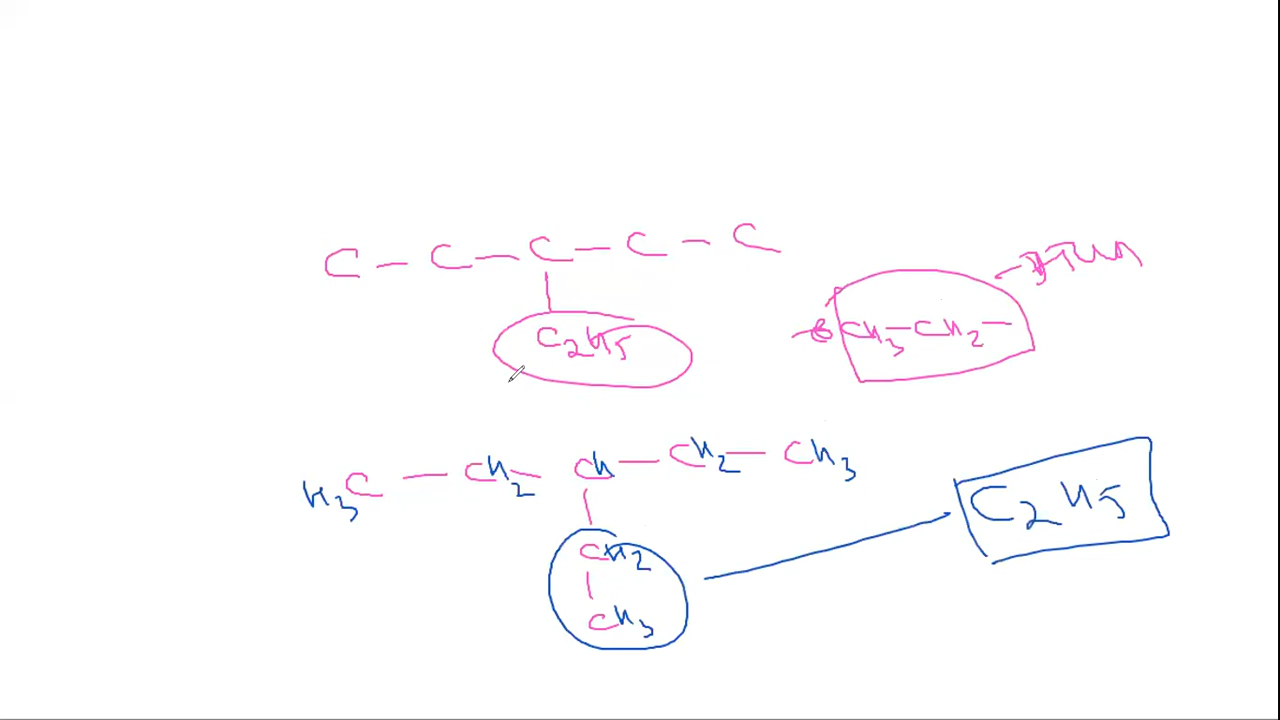 C - C - C - C - C
C2H5
CH3-CH2-
H3C - CH2 - CH - CH2 - CH3
CH2
CH3
C2H5